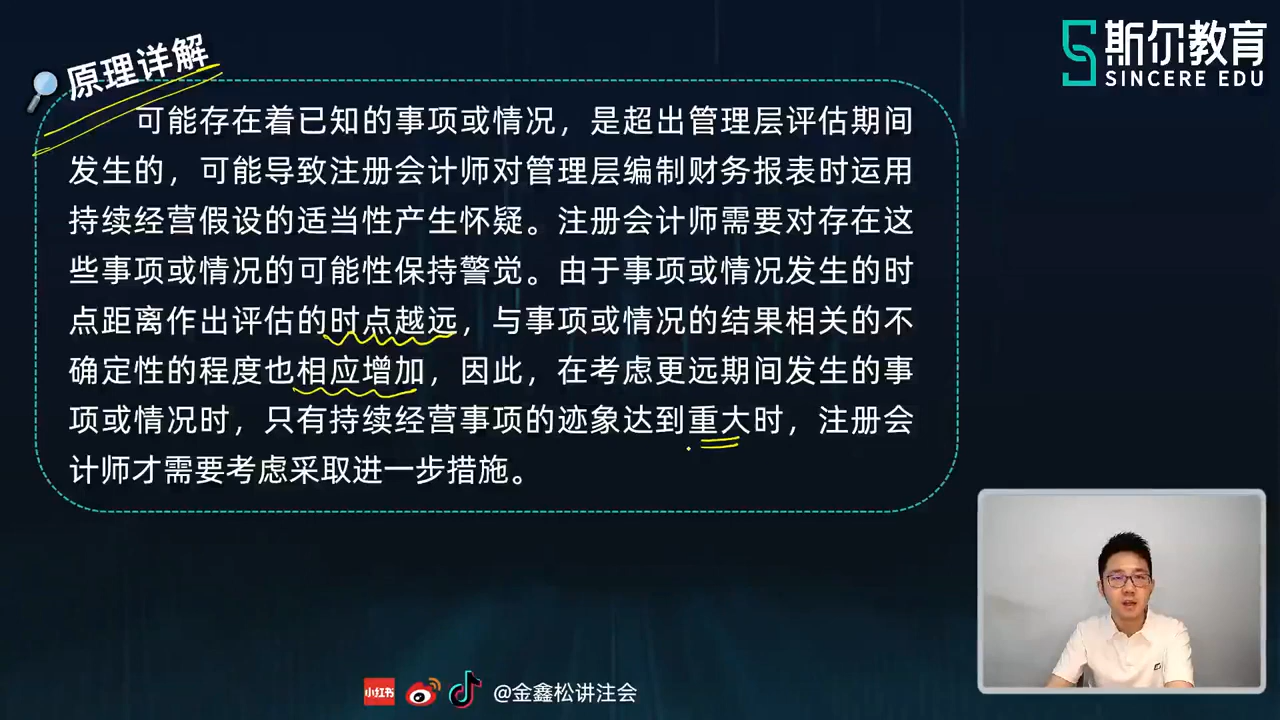 斯尔教育
SINCERE EDU
原理详解
可能存在着已知的事项或情况，是超出管理层评估期间
发生的，可能导致注册会计师对管理层编制财务报表时运用
持续经营假设的适当性产生怀疑。注册会计师需要对存在这
些事项或情况的可能性保持警觉。由于事项或情况发生的时
点距离作出评估的时点越远，与事项或情况的结果相关的不
确定性的程度也相应增加，因此，在考虑更远期间发生的事
项或情况时，只有持续经营事项的迹象达到重大时，注册会
计师才需要考虑采取进一步措施。
小红书
@金鑫松讲注会